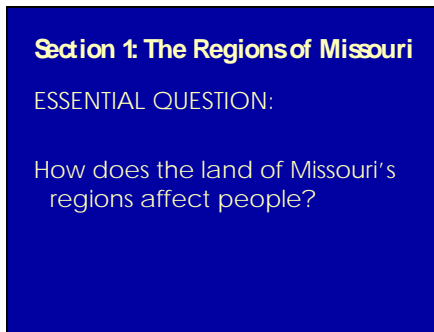 Section 1: The Regions of Missouri
ESSENTIAL QUESTION:
How does the land of Missouri's
regions affect people?